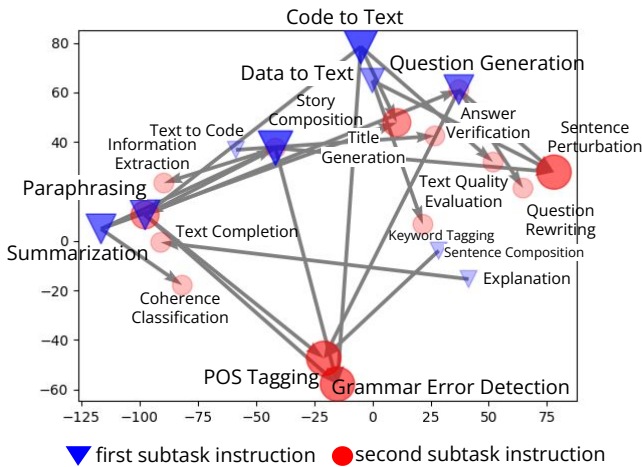 Code to Text
80
Data to Text
Question Generation
60
Story
Composition
Answer
Verification
Sentence
Perturbation
Text to Code
40
Information
Extraction
Title
Generation
20
Paraphrasing
Text Quality
Evaluation
Question
Rewriting
Text Completion
Keyword Tagging
0
Summarization
Sentence Composition
Explanation
−20
Coherence
Classification
−40
POS Tagging
Grammar Error Detection
−60
−125 −100 −75 −50 −25 0 25 50 75
first subtask instruction second subtask instruction